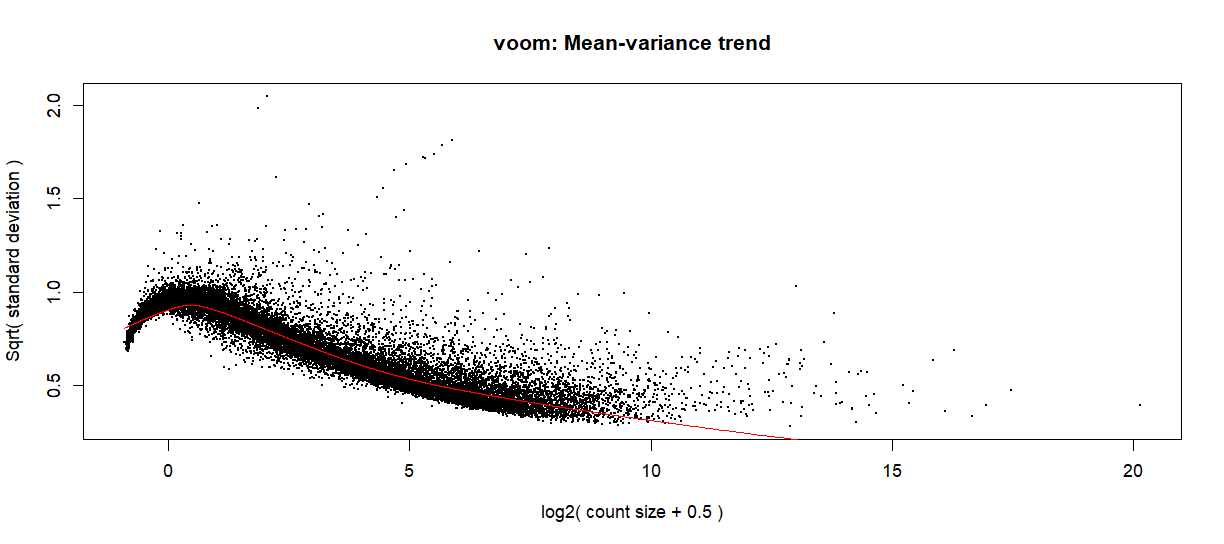 voom: Mean-variance trend
Sqrt( standard deviation )
2.0
1.5
1.0
0.5
0 5 10 15 20
log2( count size + 0.5 )